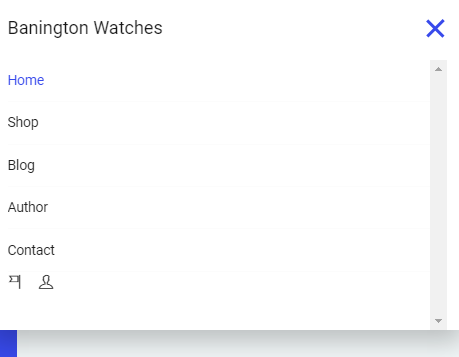 Banington Watches
Home
Shop
Blog
Author
Contact